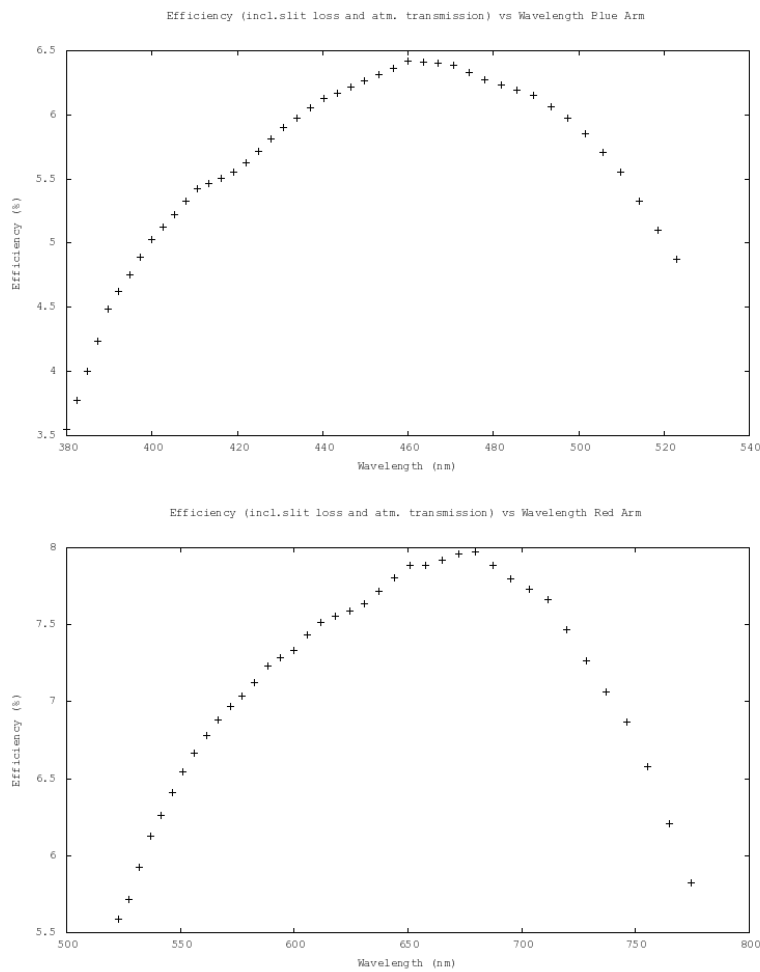 Efficiency (incl.slit loss and atm. transmission) vs Wavelength Blue Arm
6.5
6
5.5
5
4.5
4
3.5
Efficiency (%)
380 400 420 440 460 480 500 520 540
Wavelength (nm)
Efficiency (incl.slit loss and atm. transmission) vs Wavelength Red Arm
8
7.5
7
6.5
6
5.5
Efficiency (%)
500 550 600 650 700 750 800
Wavelength (nm)